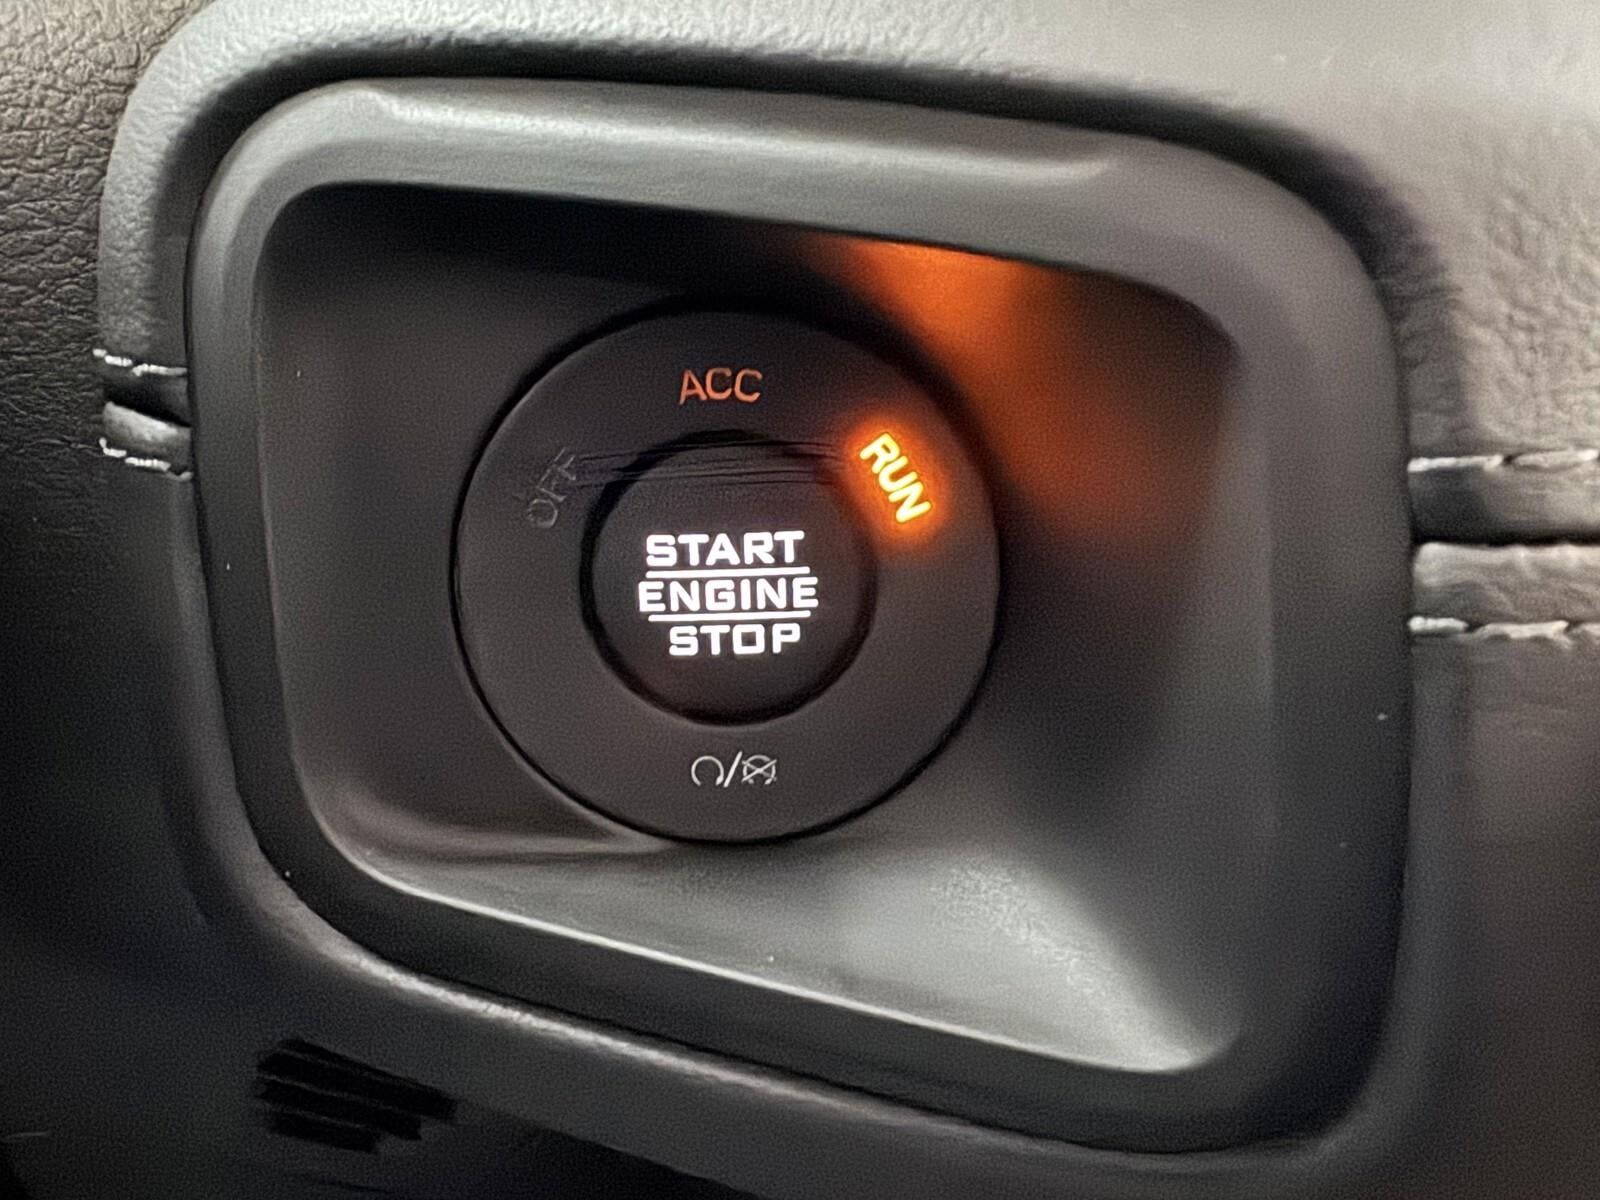 ACC
OFF
RUN
START
ENGINE
STOP
/